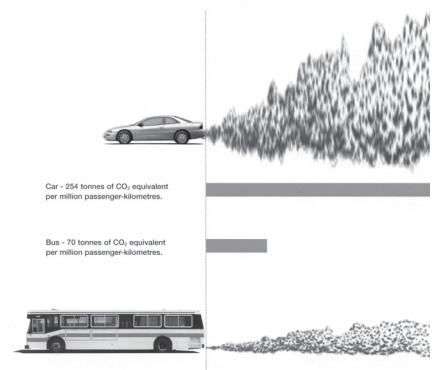 Car - 254 tonnes of CO₂ equivalent
per million passenger-kilometres.
Bus - 70 tonnes of CO₂ equivalent
per million passenger-kilometres.